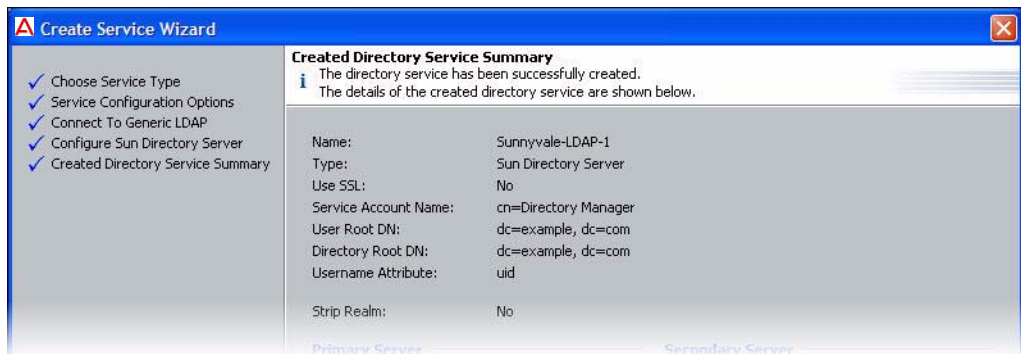 Create Service Wizard
Choose Service Type
Service Configuration Options
Connect To Generic LDAP
Configure Sun Directory Server
Created Directory Service Summary
Created Directory Service Summary
The directory service has been successfully created.
The details of the created directory service are shown below.
Name: Sunnyvale-LDAP-1
Type: Sun Directory Server
Use SSL: No
Service Account Name: cn=Directory Manager
User Root DN: dc=example, dc=com
Directory Root DN: dc=example, dc=com
Username Attribute: uid
Strip Realm: No
Primary Server Secondary Server